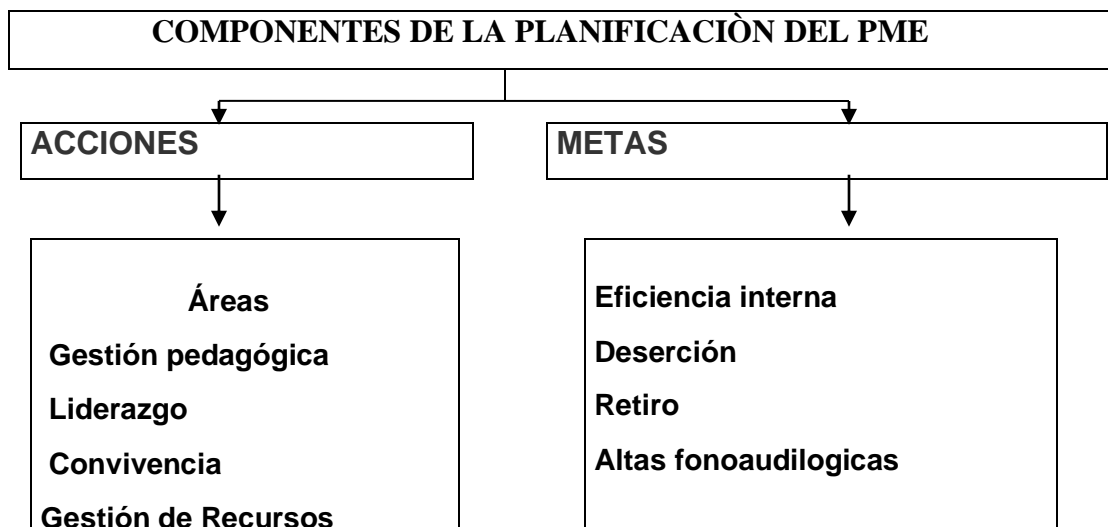 COMPONENTES DE LA PLANIFICACIÒN DEL PME
ACCIONES
METAS
Áreas
Gestión pedagógica
Liderazgo
Convivencia
Gestión de Recursos
Eficiencia interna
Deserción
Retiro
Altas fonoaudilogicas